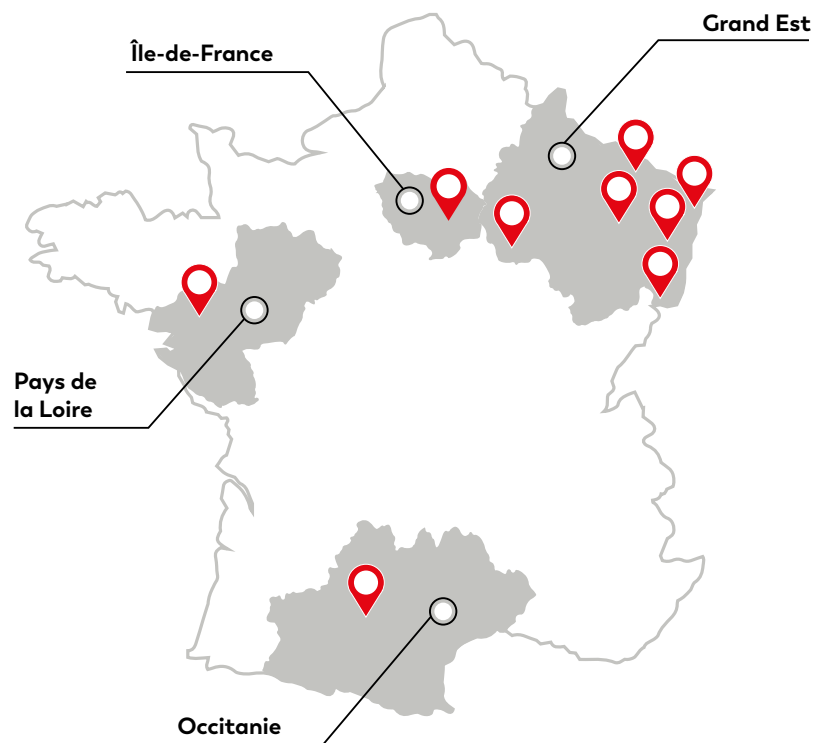 Grand Est
Île-de-France
Pays de
la Loire
Occitanie